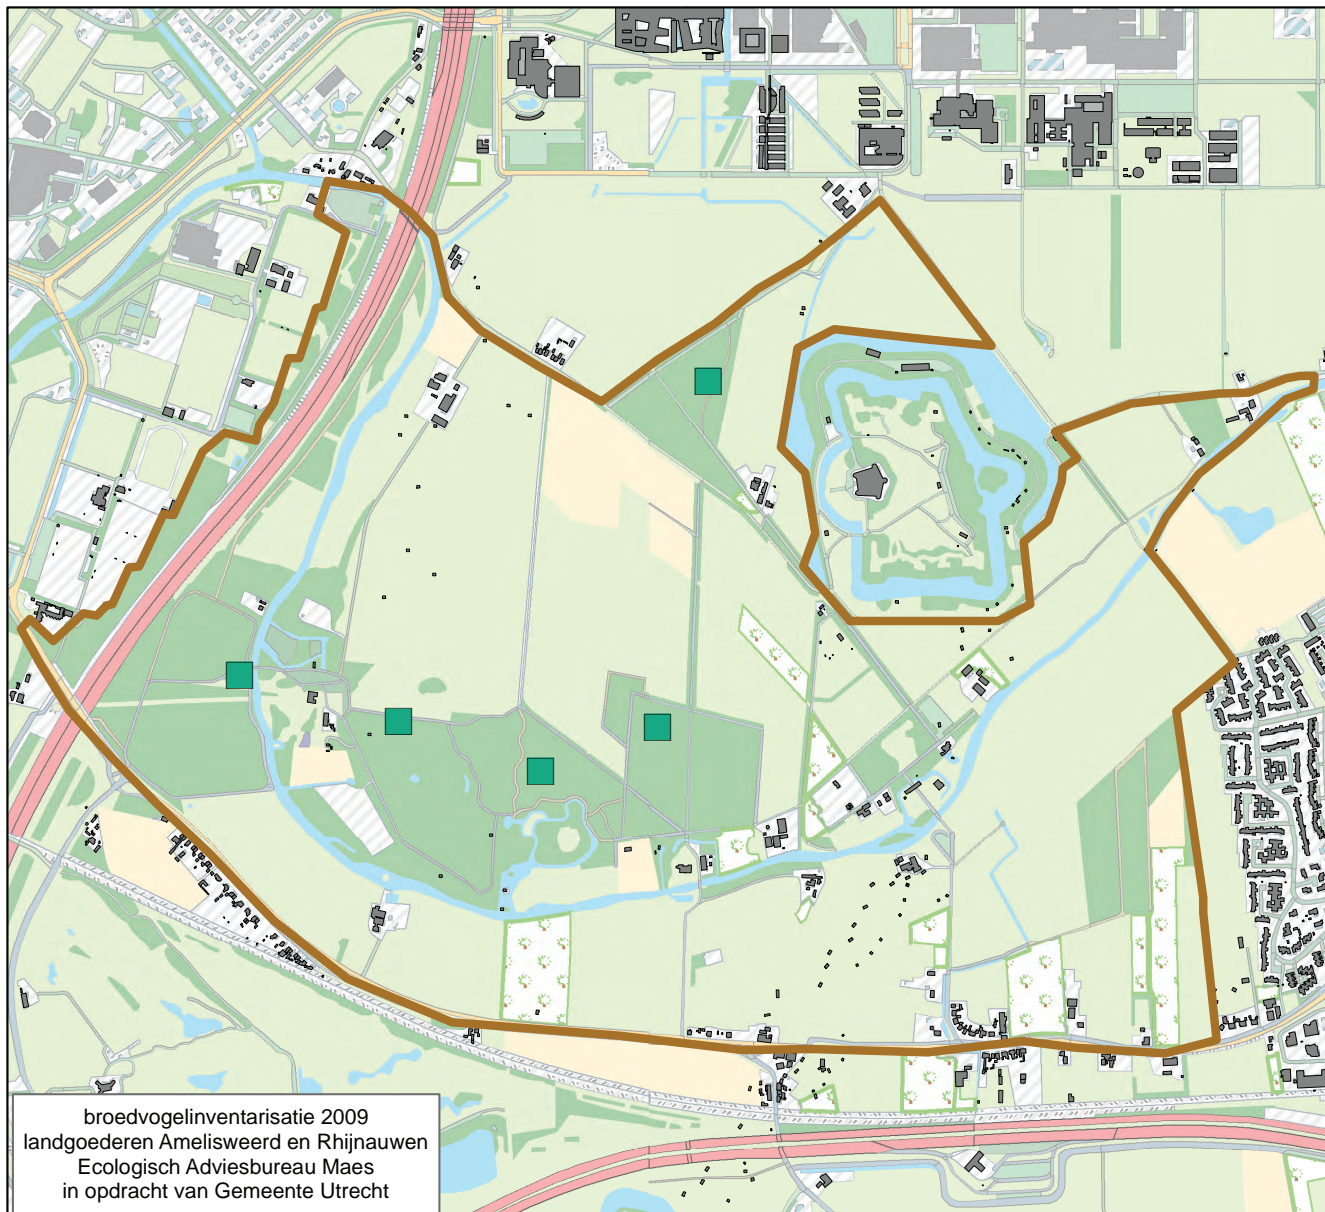 broedvogelinventarisatie 2009
landgoederen Amelisweerd en Rhijnauwen
Ecologisch Adviesbureau Maes
in opdracht van Gemeente Utrecht